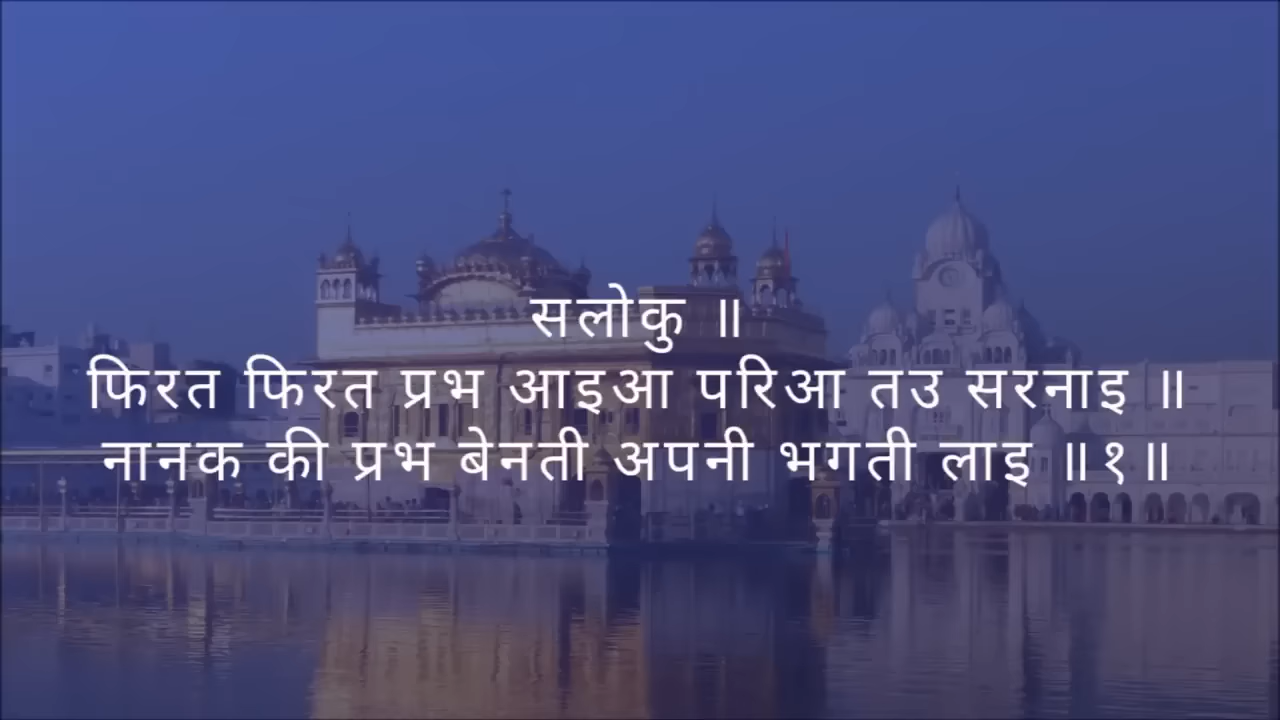 सलोकु ॥
फिरत फिरत प्रभ आइआ परिआ तउ सरनाइ ॥
नानक की प्रभ बेनती अपनी भगती लाइ ॥१॥